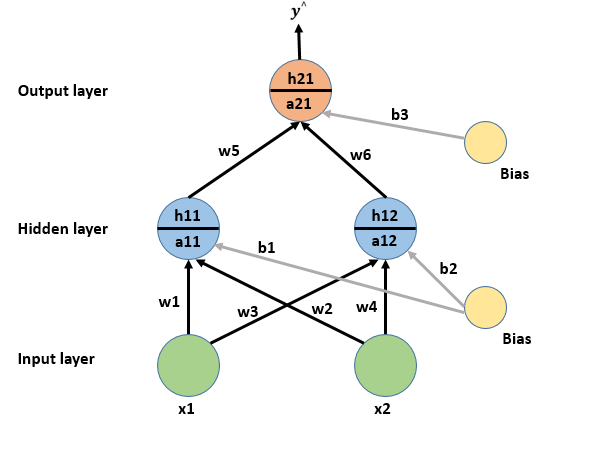 y^
h21
Output layer
a21
b3
w5
w6
Bias
h11
h12
Hidden layer
a11
a12
b1
b2
w1
w3
w2
w4
Bias
Input layer
x1
x2